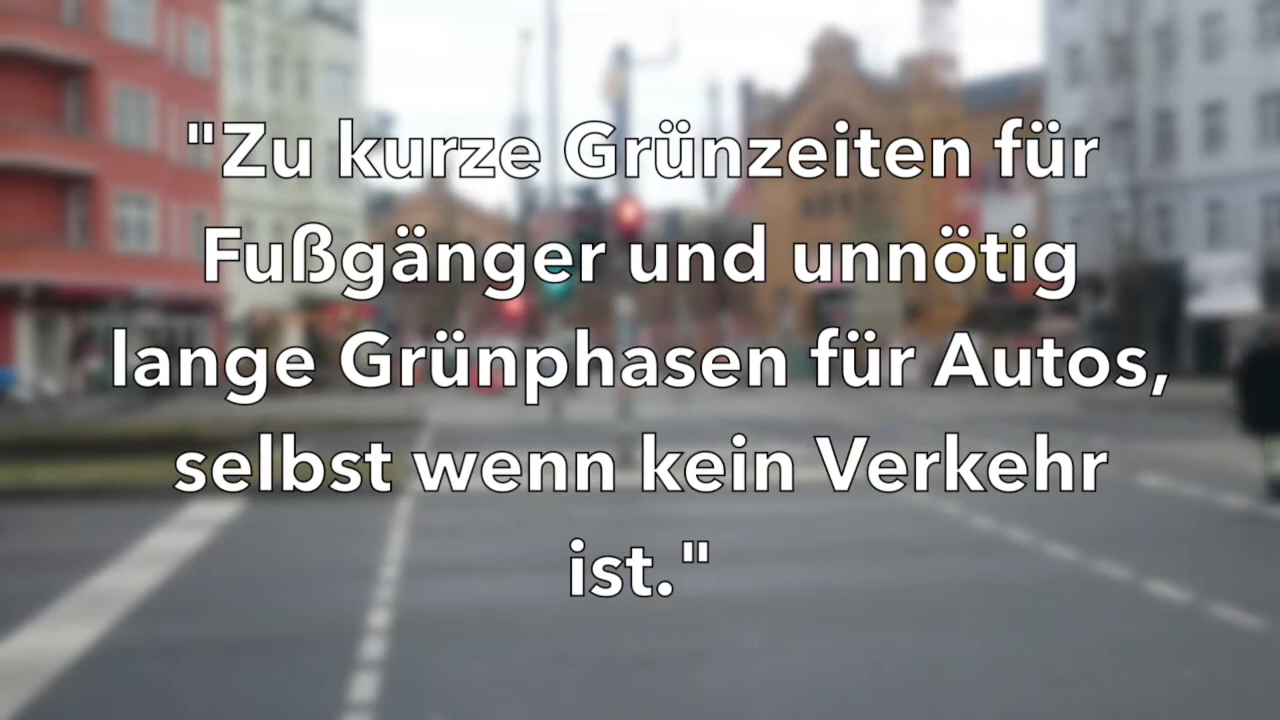 "Zu kurze Grünzeiten für
Fußgänger und unnötig
lange Grünphasen für Autos,
selbst wenn kein Verkehr
ist."